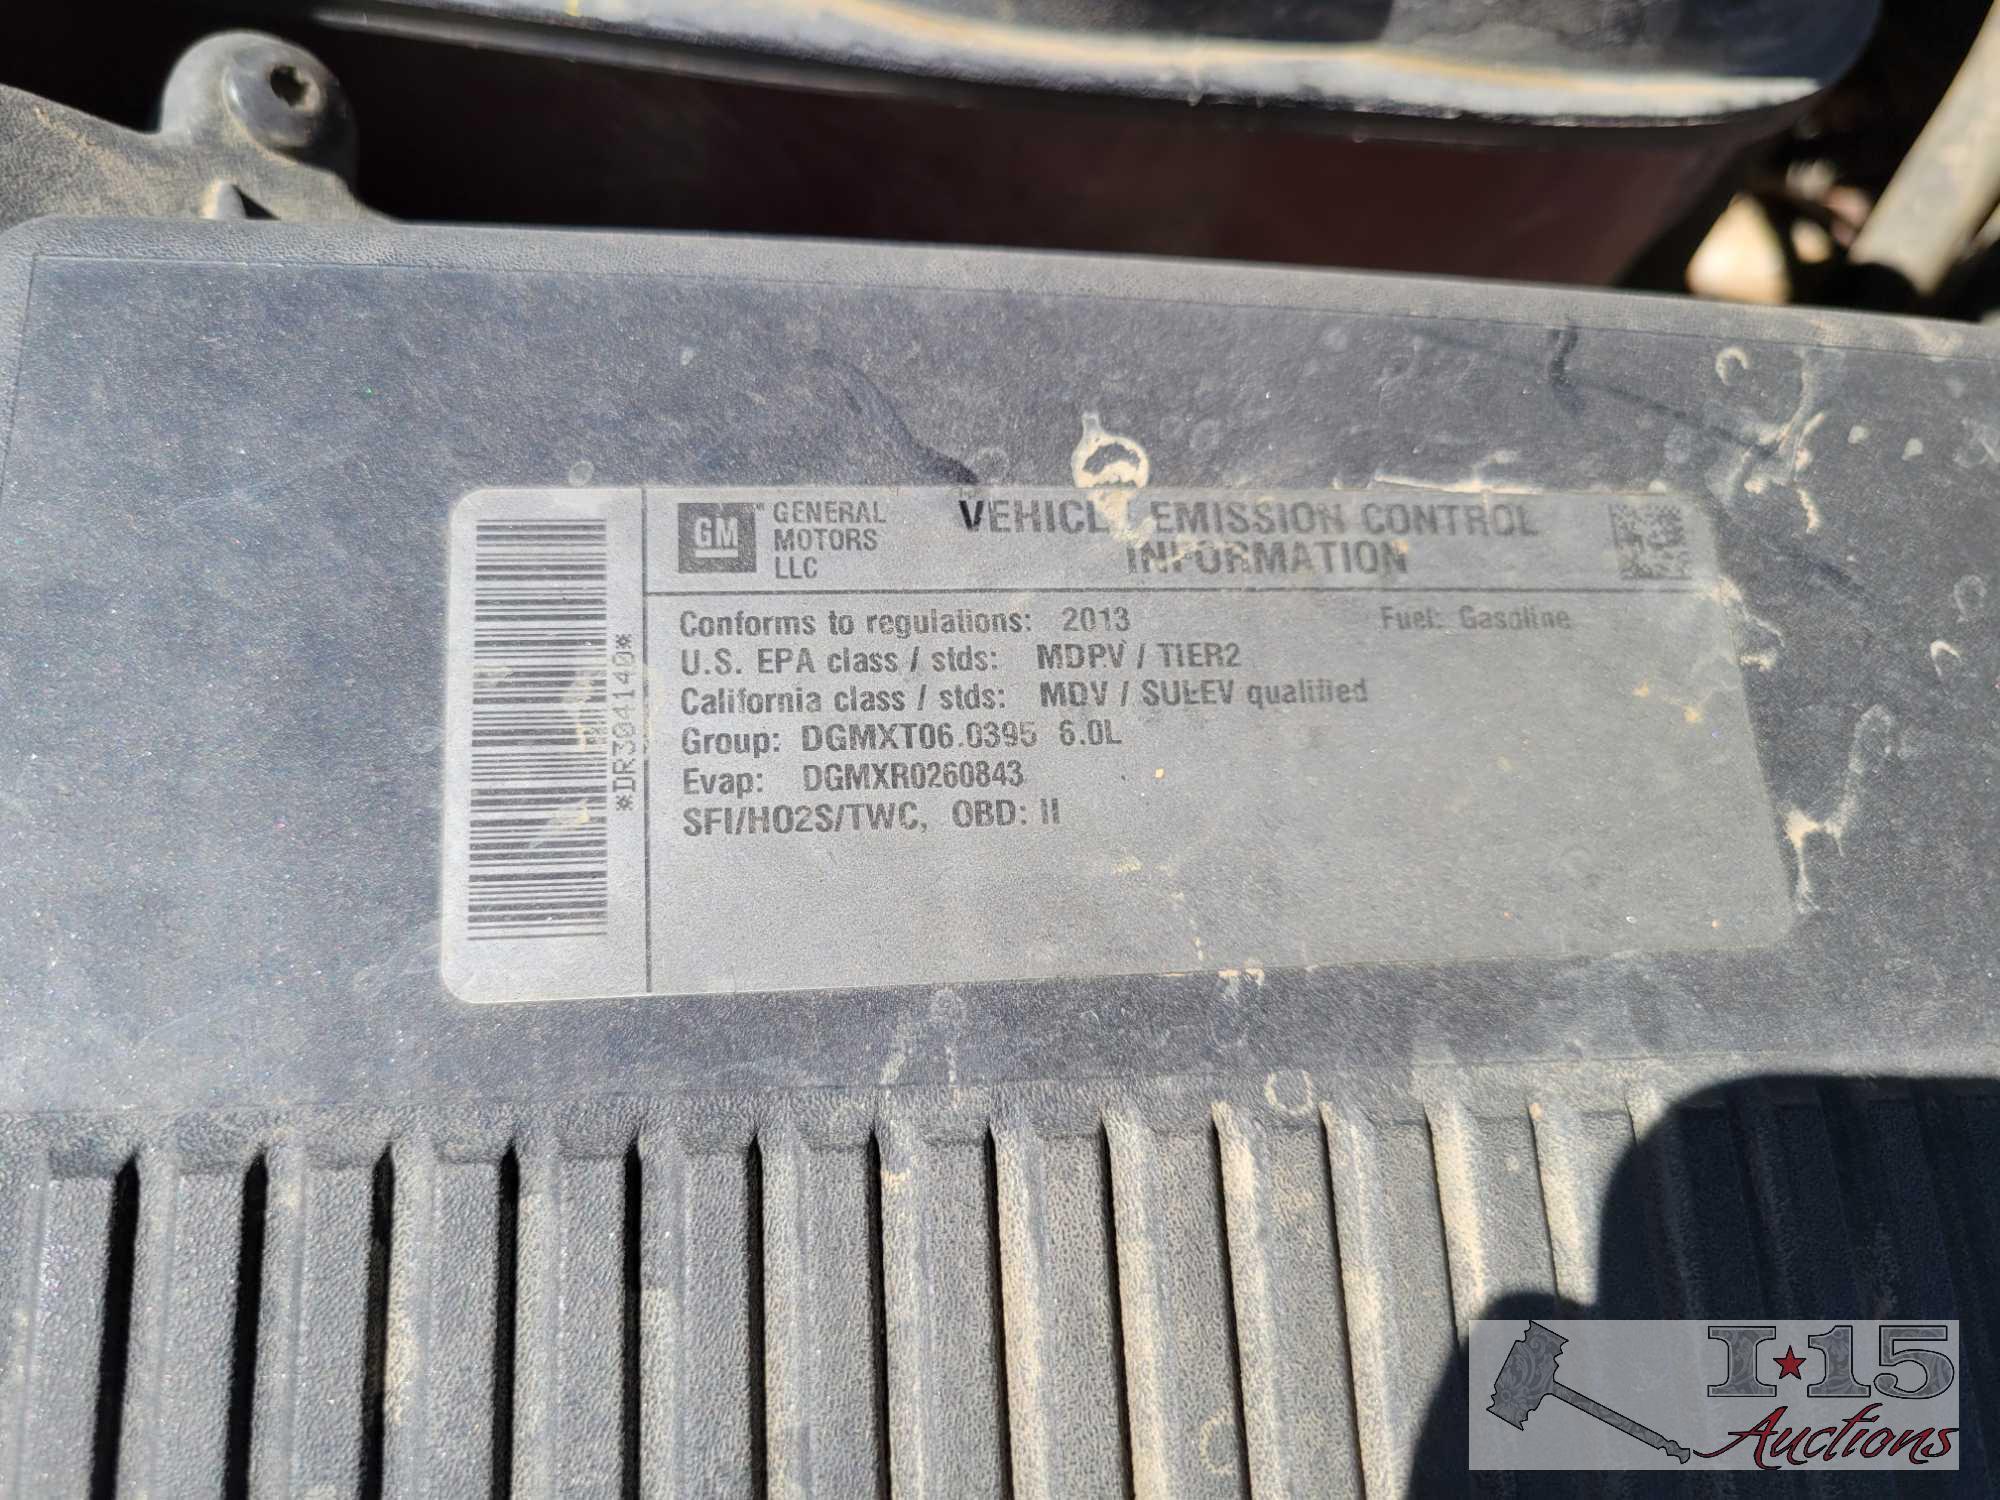 GM GENERAL MOTORS LLC
VEHICLE EMISSION CONTROL INFORMATION
Conforms to regulations: 2013 Fuel: Gasoline
U.S. EPA class / stds: MDPV / TIER2
California class / stds: MDV / SULEV qualified
Group: DGMXT06.0395 6.0L
Evap: DGMXR0260843
SFI/HO2S/TWC, OBD: II
*DR304140*
I★15
Auctions